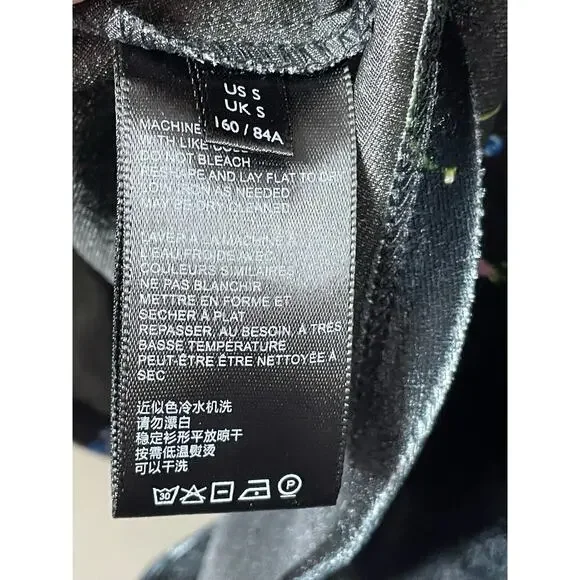 US S
UK S
160 / 84A
MACHINE
WITH LIKE
DO NOT BLEACH
AND LAY FLAT TO
AS NEEDED
MAY BE DRY CLEANED
LAVER À LA MACHINE À
L'EAU FROIDE AVEC
COULEURS SIMILAIRES
NE PAS BLANCHIR
METTRE EN FORME ET
SÉCHER À PLAT
REPASSER, AU BESOIN À TRÈS
BASSE TEMPÉRATURE
PEUT-ÊTRE ÊTRE NETTOYÉE À
SEC
近似色冷水机洗
请勿漂白
稳定衫形平放晾干
按需低温熨烫
可以干洗
30
P